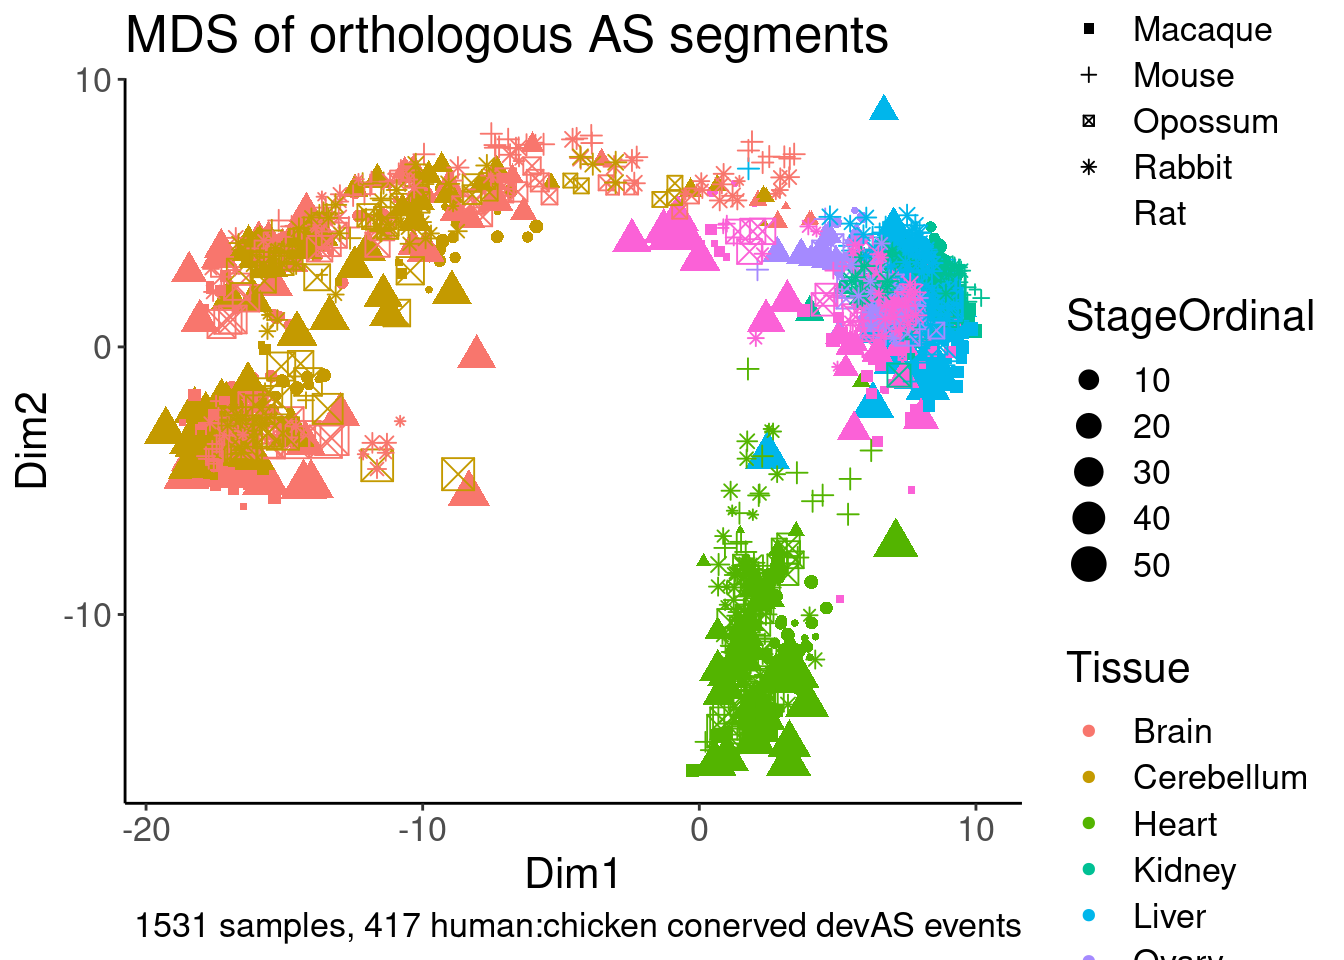 MDS of orthologous AS segments
10
0
-10
Dim2
-20
-10
0
10
Dim1
1531 samples, 417 human:chicken conerved devAS events
Macaque
Mouse
Opossum
Rabbit
Rat
StageOrdinal
10
20
30
40
50
Tissue
Brain
Cerebellum
Heart
Kidney
Liver
Ovary